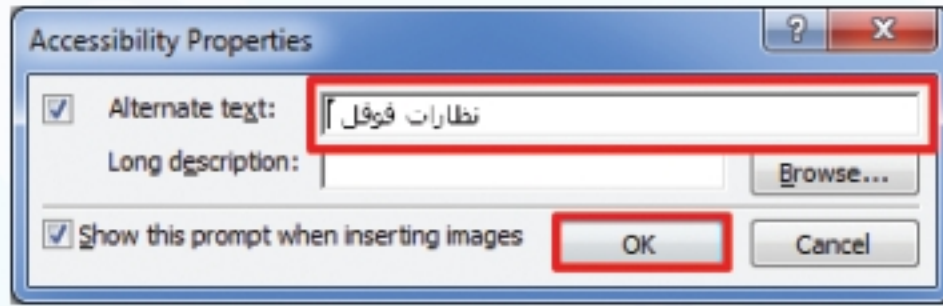 Accessibility Properties
Alternate text: نظارات قوقل
Long description: Browse...
Show this prompt when inserting images OK Cancel